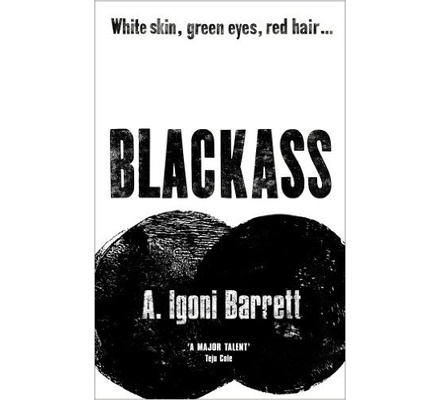 White skin, green eyes, red hair...
BLACKASS
A. Igoni Barrett
'A MAJOR TALENT'
Teju Cole